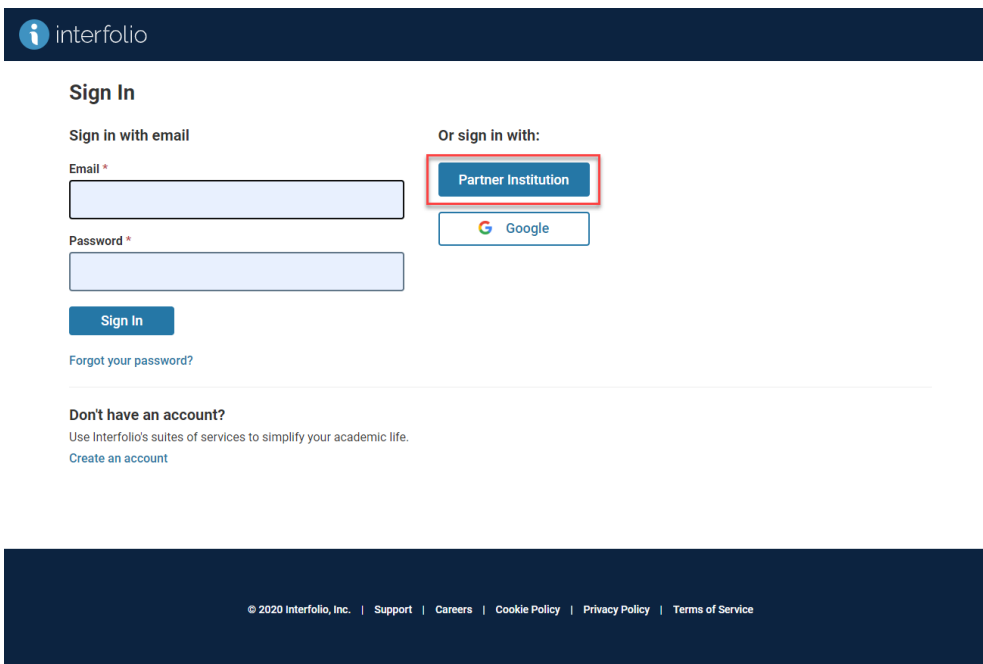 interfolio
Sign In
Sign in with email
Email *
Password *
Sign In
Forgot your password?
Or sign in with:
Partner Institution
Google
Don't have an account?
Use Interfolio's suites of services to simplify your academic life.
Create an account
© 2020 Interfolio, Inc. | Support | Careers | Cookie Policy | Privacy Policy | Terms of Service